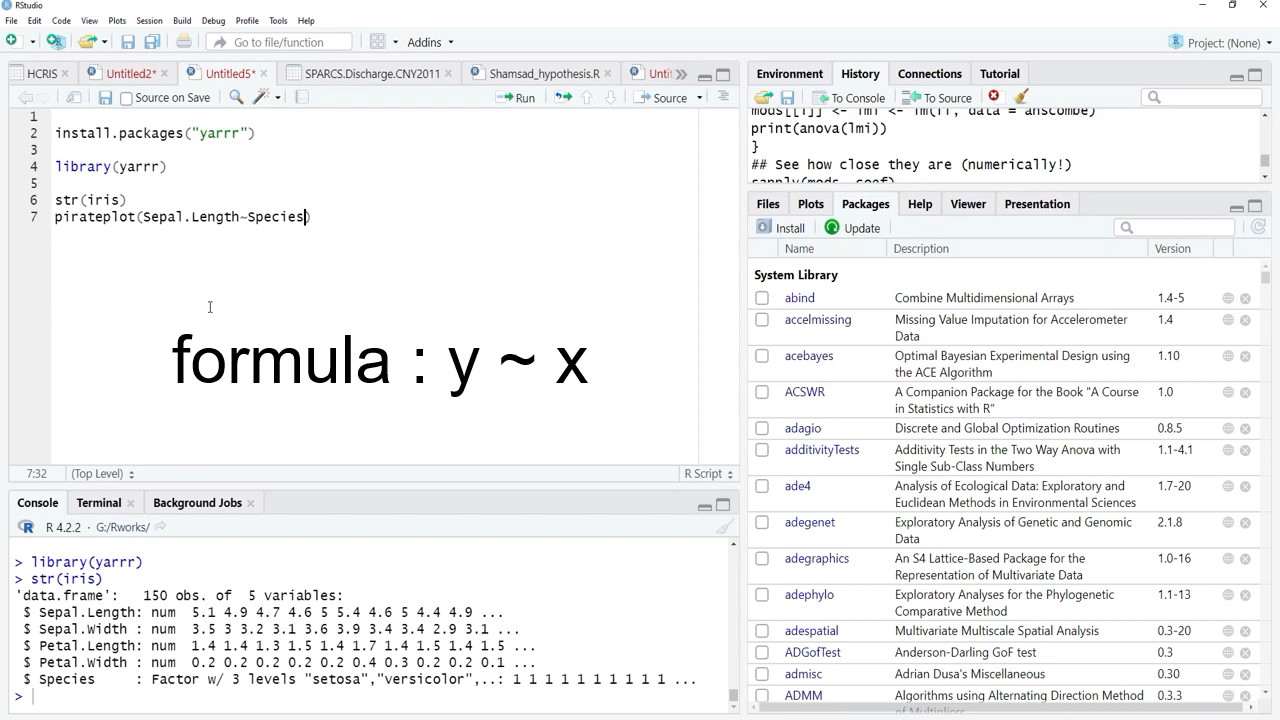 RStudio
File Edit Code View Plots Session Build Debug Profile Tools Help
Go to file/function Addins Project: (None)
HCRIS Untitled2* Untitled5* SPARCS.Discharge.CNY2011 Shamsad_hypothesis.R Unti
Source on Save Run Source
1
2 install.packages("yarrr")
3
4 library(yarrr)
5
6 str(iris)
7 pirateplot(Sepal.Length~Species)
formula : y ~ x
7:32 (Top Level) R Script
Console Terminal Background Jobs
R 4.2.2 · G:/Rworks/
> library(yarrr)
> str(iris)
'data.frame': 150 obs. of 5 variables:
$ Sepal.Length: num 5.1 4.9 4.7 4.6 5 5.4 4.6 5 4.4 4.9 ...
$ Sepal.Width : num 3.5 3 3.2 3.1 3.6 3.9 3.4 3.4 2.9 3.1 ...
$ Petal.Length: num 1.4 1.4 1.3 1.5 1.4 1.7 1.4 1.5 1.4 1.5 ...
$ Petal.Width : num 0.2 0.2 0.2 0.2 0.2 0.4 0.3 0.2 0.2 0.1 ...
$ Species : Factor w/ 3 levels "setosa","versicolor",..: 1 1 1 1 1 1 1 1 1 1 ...
>
Environment History Connections Tutorial
To Console To Source
mods[[i]] <- lmi <- lm(ff, data = anscombe)
print(anova(lmi))
}
## See how close they are (numerically!)
sapply(mods, coef)
Files Plots Packages Help Viewer Presentation
Install Update
Name Description Version
System Library
abind Combine Multidimensional Arrays 1.4-5
accelmissing Missing Value Imputation for Accelerometer 1.4
Data
acebayes Optimal Bayesian Experimental Design using 1.10
the ACE Algorithm
ACSWR A Companion Package for the Book "A Course 1.0
in Statistics with R"
adagio Discrete and Global Optimization Routines 0.8.5
additivityTests Additivity Tests in the Two Way Anova with 1.1-4.1
Single Sub-Class Numbers
ade4 Analysis of Ecological Data: Exploratory and 1.7-20
Euclidean Methods in Environmental Sciences
adegenet Exploratory Analysis of Genetic and Genomic 2.1.8
Data
adegraphics An S4 Lattice-Based Package for the 1.0-16
Representation of Multivariate Data
adephylo Exploratory Analyses for the Phylogenetic 1.1-13
Comparative Method
adespatial Multivariate Multiscale Spatial Analysis 0.3-20
ADGofTest Anderson-Darling GoF test 0.3
admisc Adrian Dusa's Miscellaneous 0.30
ADMM Algorithms using Alternating Direction Method 0.3.3
of Multipliers